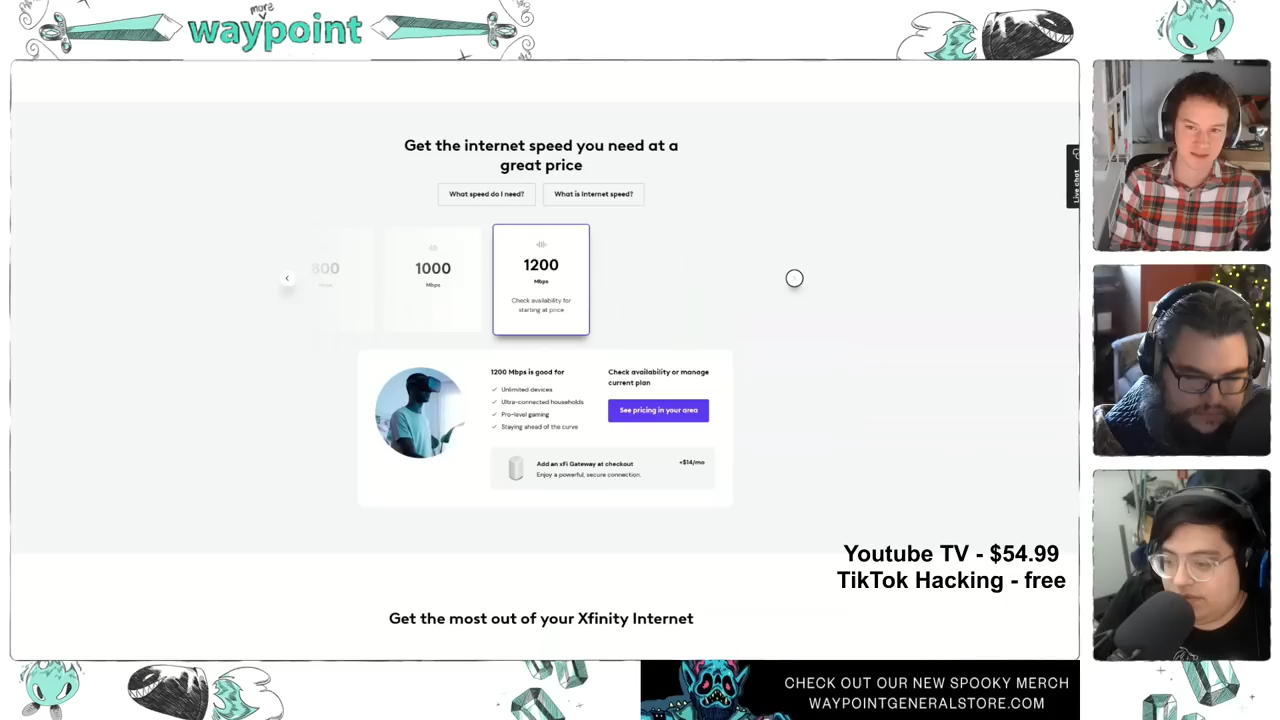 more
waypoint
Get the internet speed you need at a
great price
What speed do I need?
What is Internet speed?
Live chat
800
Mbps
1000
Mbps
1200
Mbps
Check availability for
starting at price
1200 Mbps is good for
Unlimited devices
Ultra-connected households
Pro-level gaming
Staying ahead of the curve
Check availability or manage
current plan
See pricing in your area
Add an xFi Gateway at checkout
+$14/mo
Enjoy a powerful, secure connection.
Youtube TV - $54.99
TikTok Hacking - free
Get the most out of your Xfinity Internet
CHECK OUT OUR NEW SPOOKY MERCH
WAYPOINTGENERALSTORE.COM